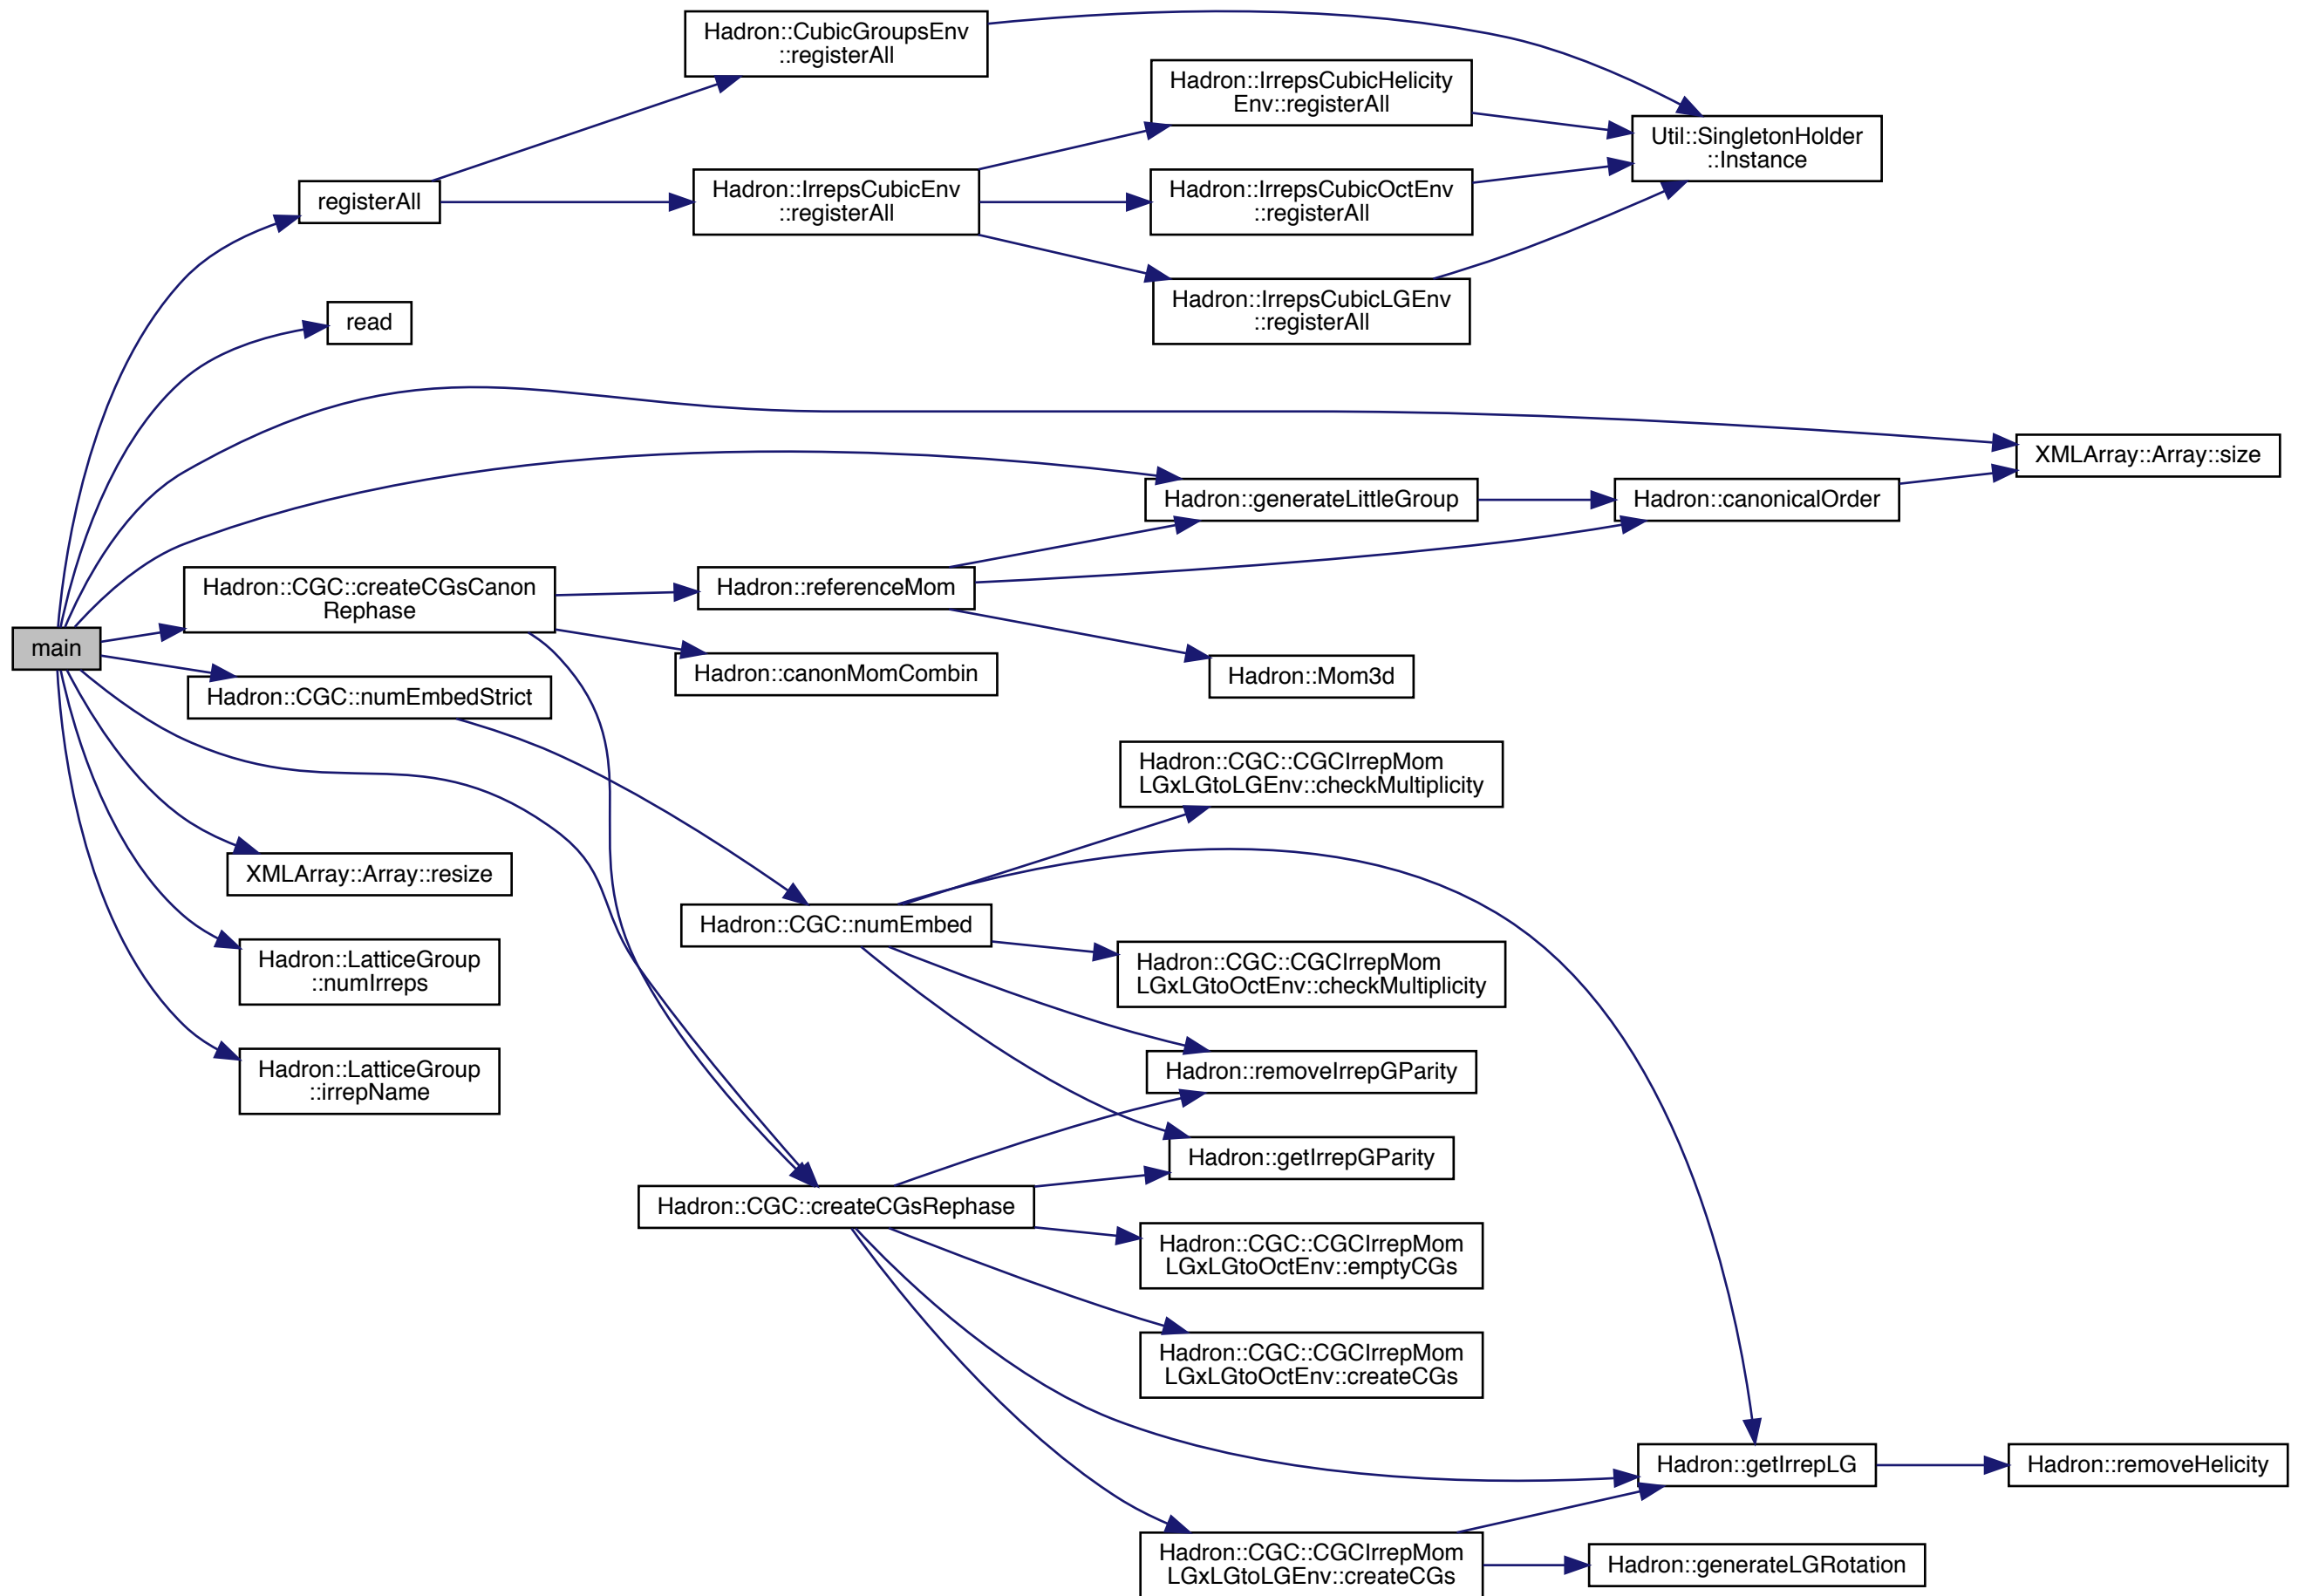 Hadron::CubicGroupsEnv
::registerAll
Hadron::IrrepsCubicHelicity
Env::registerAll
Util::SingletonHolder
::Instance
registerAll
Hadron::IrrepsCubicEnv
::registerAll
Hadron::IrrepsCubicOctEnv
::registerAll
Hadron::IrrepsCubicLGEnv
::registerAll
read
XMLArray::Array::size
Hadron::generateLittleGroup
Hadron::canonicalOrder
Hadron::CGC::createCGsCanon
Rephase
Hadron::referenceMom
main
Hadron::canonMomCombin
Hadron::Mom3d
Hadron::CGC::numEmbedStrict
Hadron::CGC::CGCIrrepMom
LGxLGtoLGEnv::checkMultiplicity
XMLArray::Array::resize
Hadron::CGC::numEmbed
Hadron::LatticeGroup
::numIrreps
Hadron::CGC::CGCIrrepMom
LGxLGtoOctEnv::checkMultiplicity
Hadron::LatticeGroup
::irrepName
Hadron::removeIrrepGParity
Hadron::getIrrepGParity
Hadron::CGC::createCGsRephase
Hadron::CGC::CGCIrrepMom
LGxLGtoOctEnv::emptyCGs
Hadron::CGC::CGCIrrepMom
LGxLGtoOctEnv::createCGs
Hadron::getIrrepLG
Hadron::removeHelicity
Hadron::CGC::CGCIrrepMom
LGxLGtoLGEnv::createCGs
Hadron::generateLGRotation